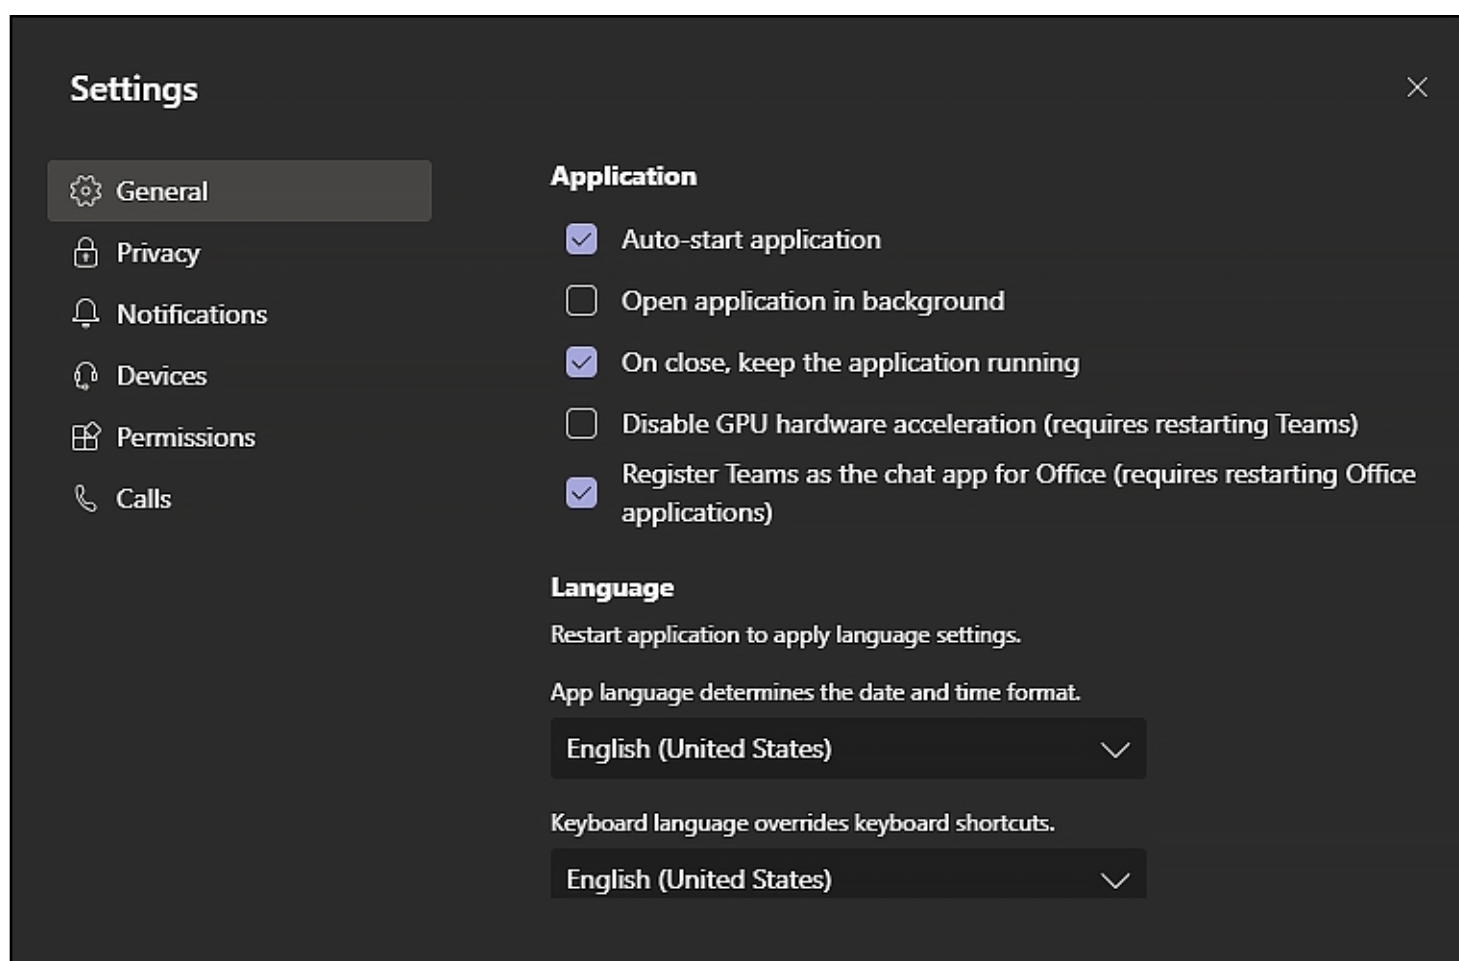 Settings
General
Privacy
Notifications
Devices
Permissions
Calls
Application
Auto-start application
Open application in background
On close, keep the application running
Disable GPU hardware acceleration (requires restarting Teams)
Register Teams as the chat app for Office (requires restarting Office
applications)
Language
Restart application to apply language settings.
App language determines the date and time format.
English (United States)
Keyboard language overrides keyboard shortcuts.
English (United States)